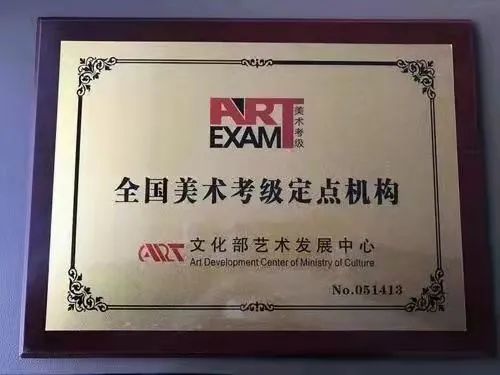 ART
EXAM
美术考级
全国美术考级定点机构
ART 文化部艺术发展中心
Art Development Center of Ministry of Culture
No.051413